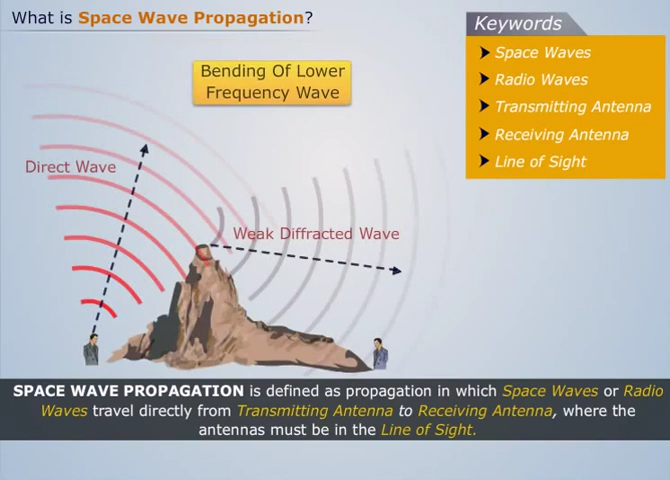 What is Space Wave Propagation?
Keywords
Space Waves
Radio Waves
Transmitting Antenna
Receiving Antenna
Line of Sight
Bending Of Lower
Frequency Wave
Direct Wave
Weak Diffracted Wave
SPACE WAVE PROPAGATION is defined as propagation in which Space Waves or Radio
Waves travel directly from Transmitting Antenna to Receiving Antenna, where the
antennas must be in the Line of Sight.